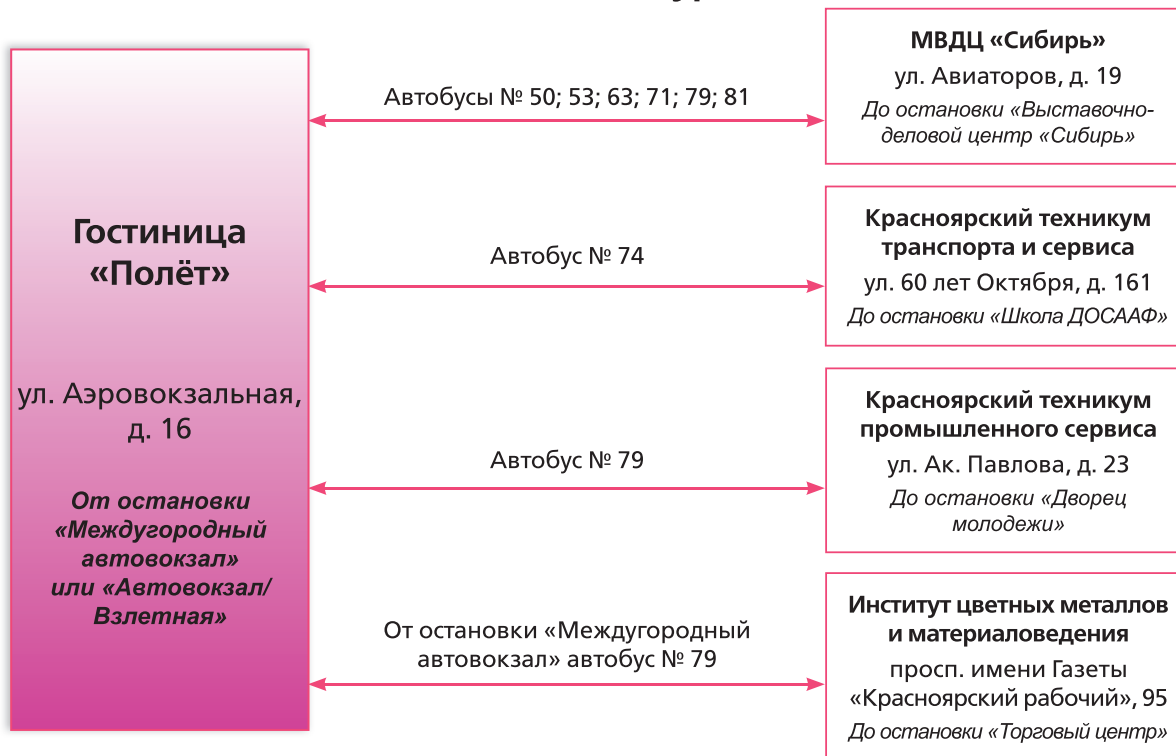 Гостиница
«Полёт»
ул. Аэровокзальная,
д. 16
От остановки
«Междугородный
автовокзал»
или «Автовокзал/
Взлетная»
Автобусы № 50; 53; 63; 71; 79; 81
МВДЦ «Сибирь»
ул. Авиаторов, д. 19
До остановки «Выставочно-
деловой центр «Сибирь»
Автобус № 74
Красноярский техникум
транспорта и сервиса
ул. 60 лет Октября, д. 161
До остановки «Школа ДОСААФ»
Автобус № 79
Красноярский техникум
промышленного сервиса
ул. Ак. Павлова, д. 23
До остановки «Дворец
молодежи»
От остановки «Междугородный
автовокзал» автобус № 79
Институт цветных металлов
и материаловедения
просп. имени Газеты
«Красноярский рабочий», 95
До остановки «Торговый центр»